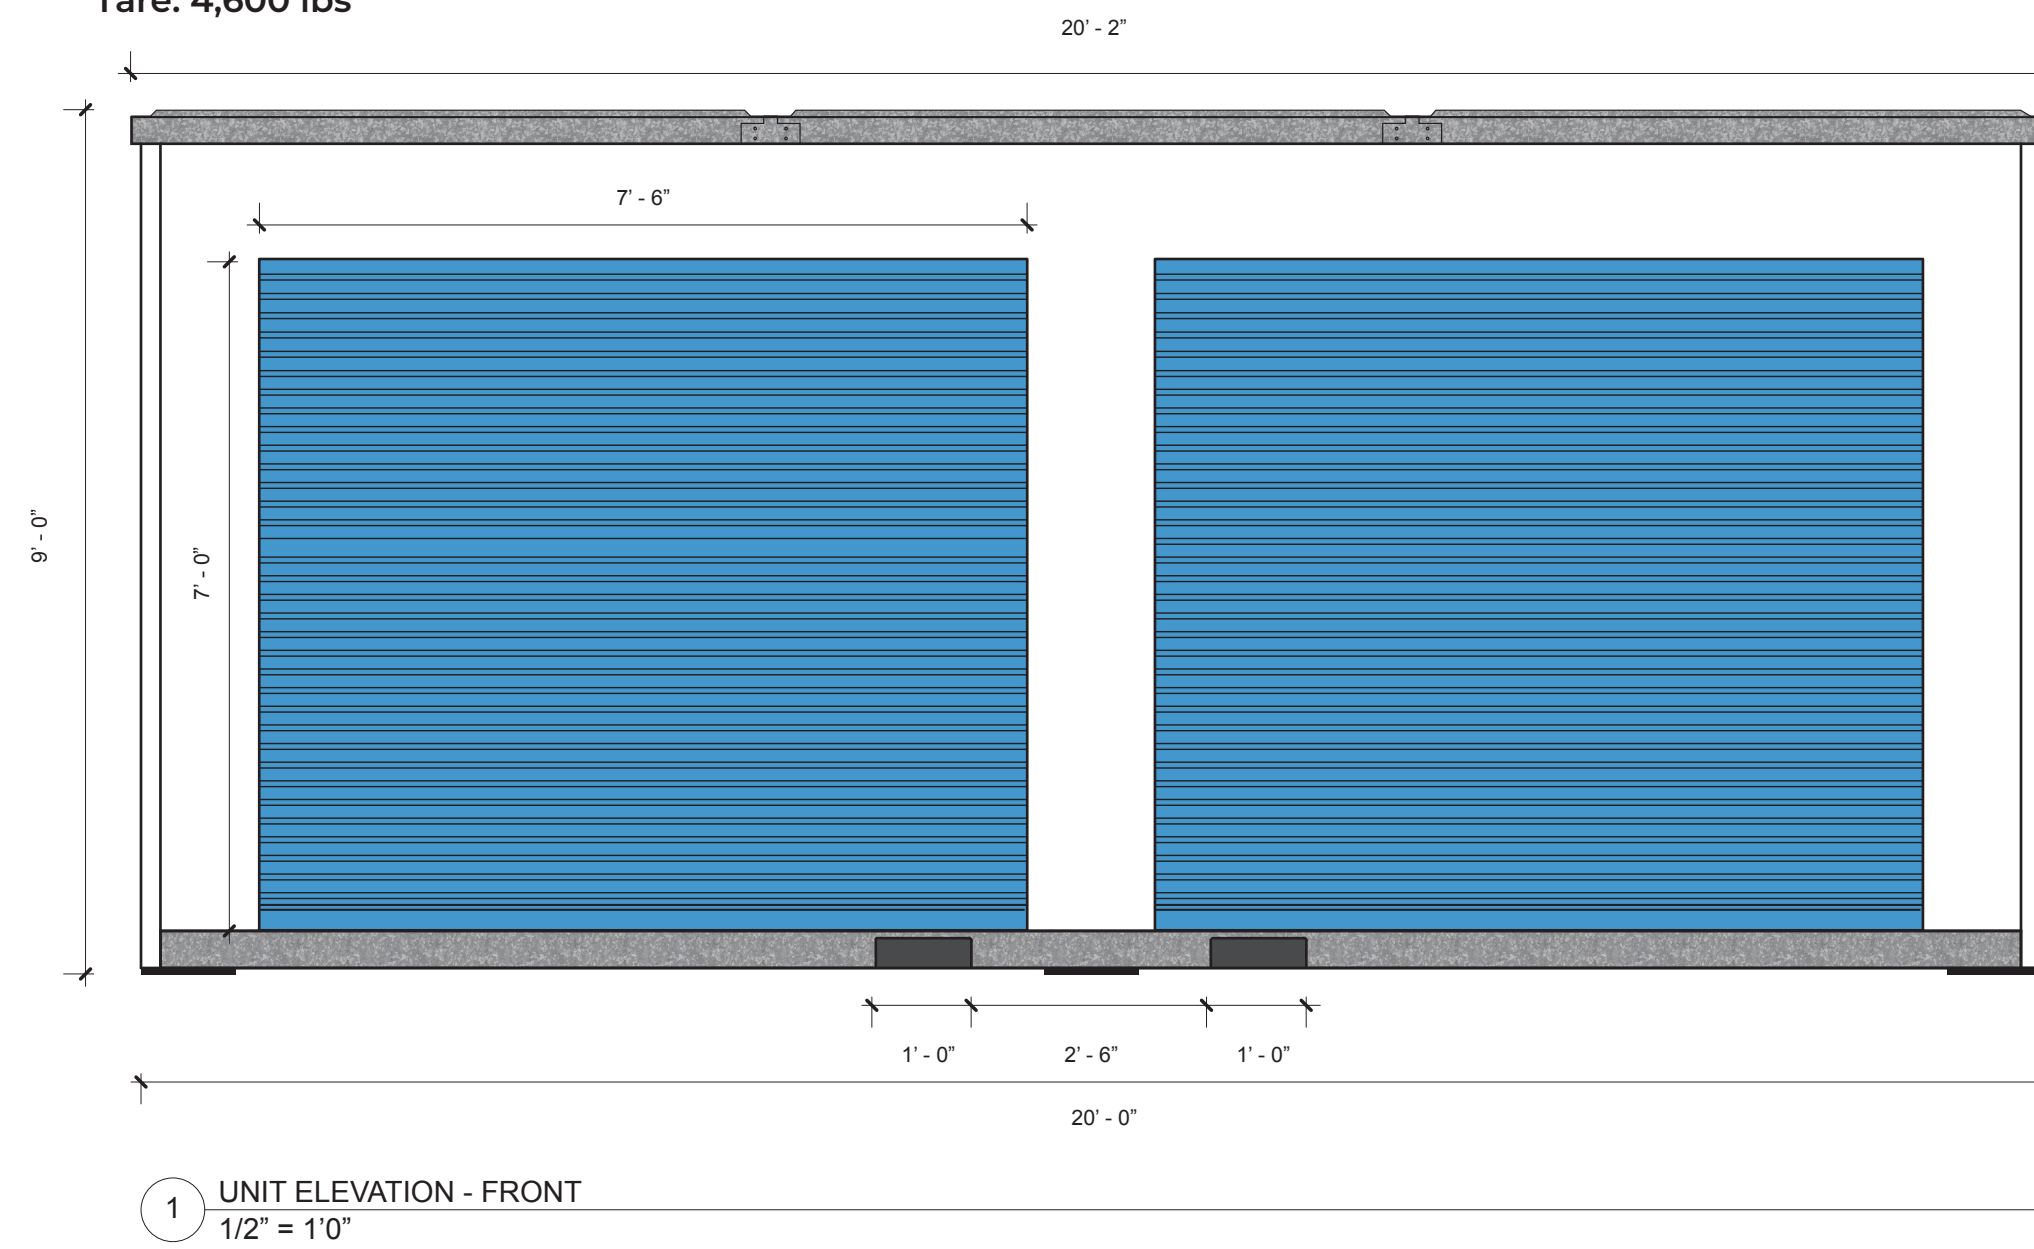 Tare: 4,600 lbs
20’ - 2”
7’ - 6”
9’ - 0”
7’ - 0”
1’ - 0”
2’ - 6”
1’ - 0”
20’ - 0”
1
UNIT ELEVATION - FRONT
1/2” = 1’0”